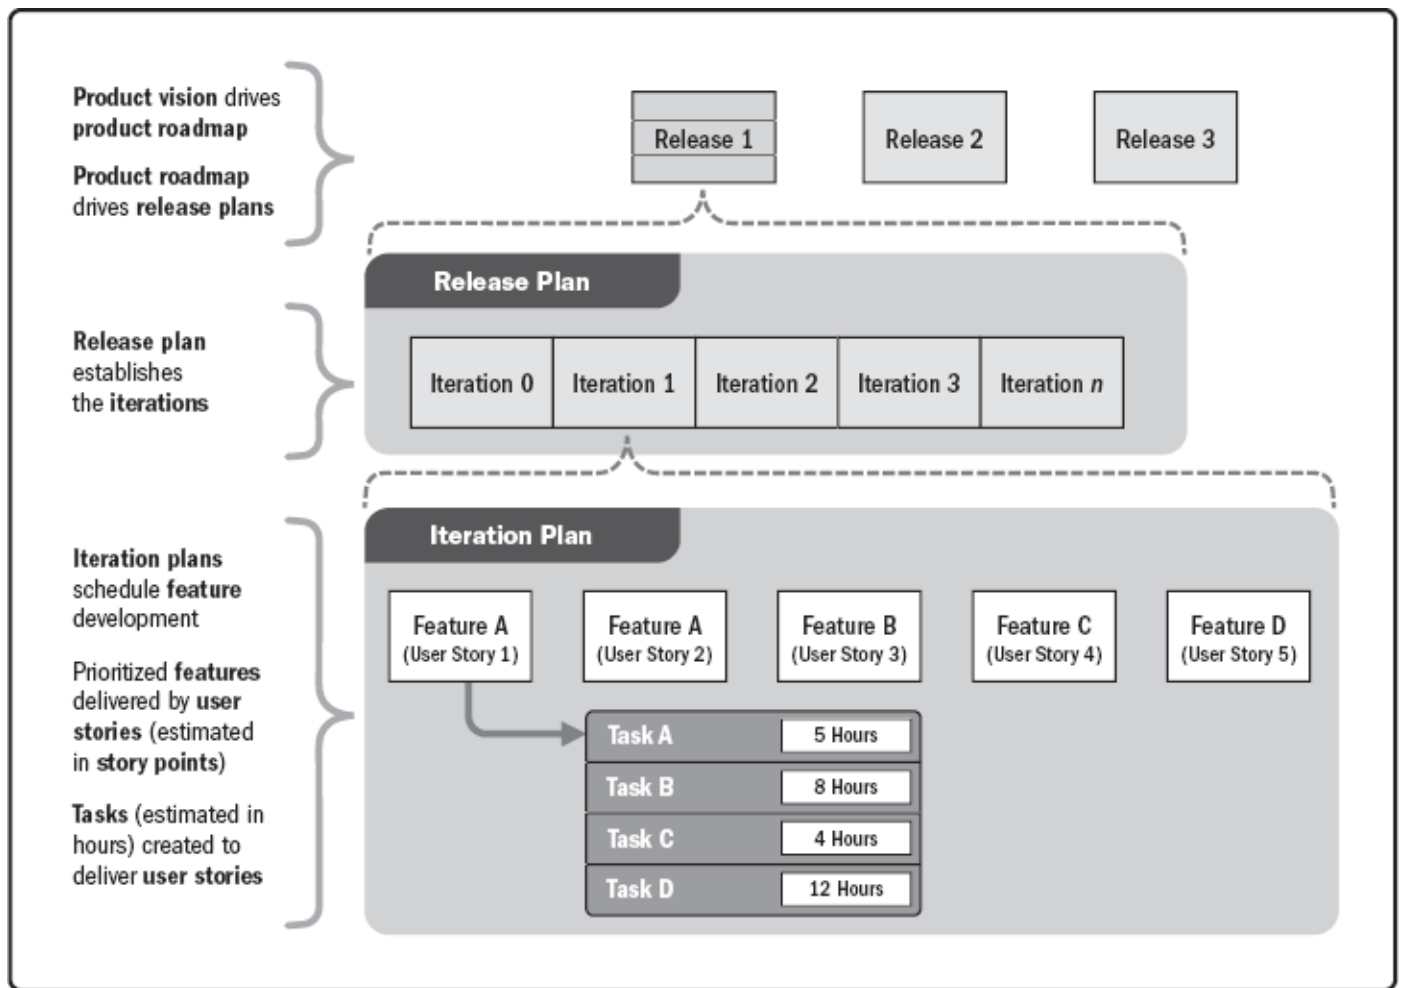 Product vision drives
product roadmap
Product roadmap
drives release plans
Release 1
Release 2
Release 3
Release Plan
Release plan
establishes
the iterations
Iteration 0
Iteration 1
Iteration 2
Iteration 3
Iteration n
Iteration Plan
Iteration plans
schedule feature
development
Prioritized features
delivered by user
stories (estimated
in story points)
Tasks (estimated in
hours) created to
deliver user stories
Feature A
(User Story 1)
Feature A
(User Story 2)
Feature B
(User Story 3)
Feature C
(User Story 4)
Feature D
(User Story 5)
Task A
5 Hours
Task B
8 Hours
Task C
4 Hours
Task D
12 Hours